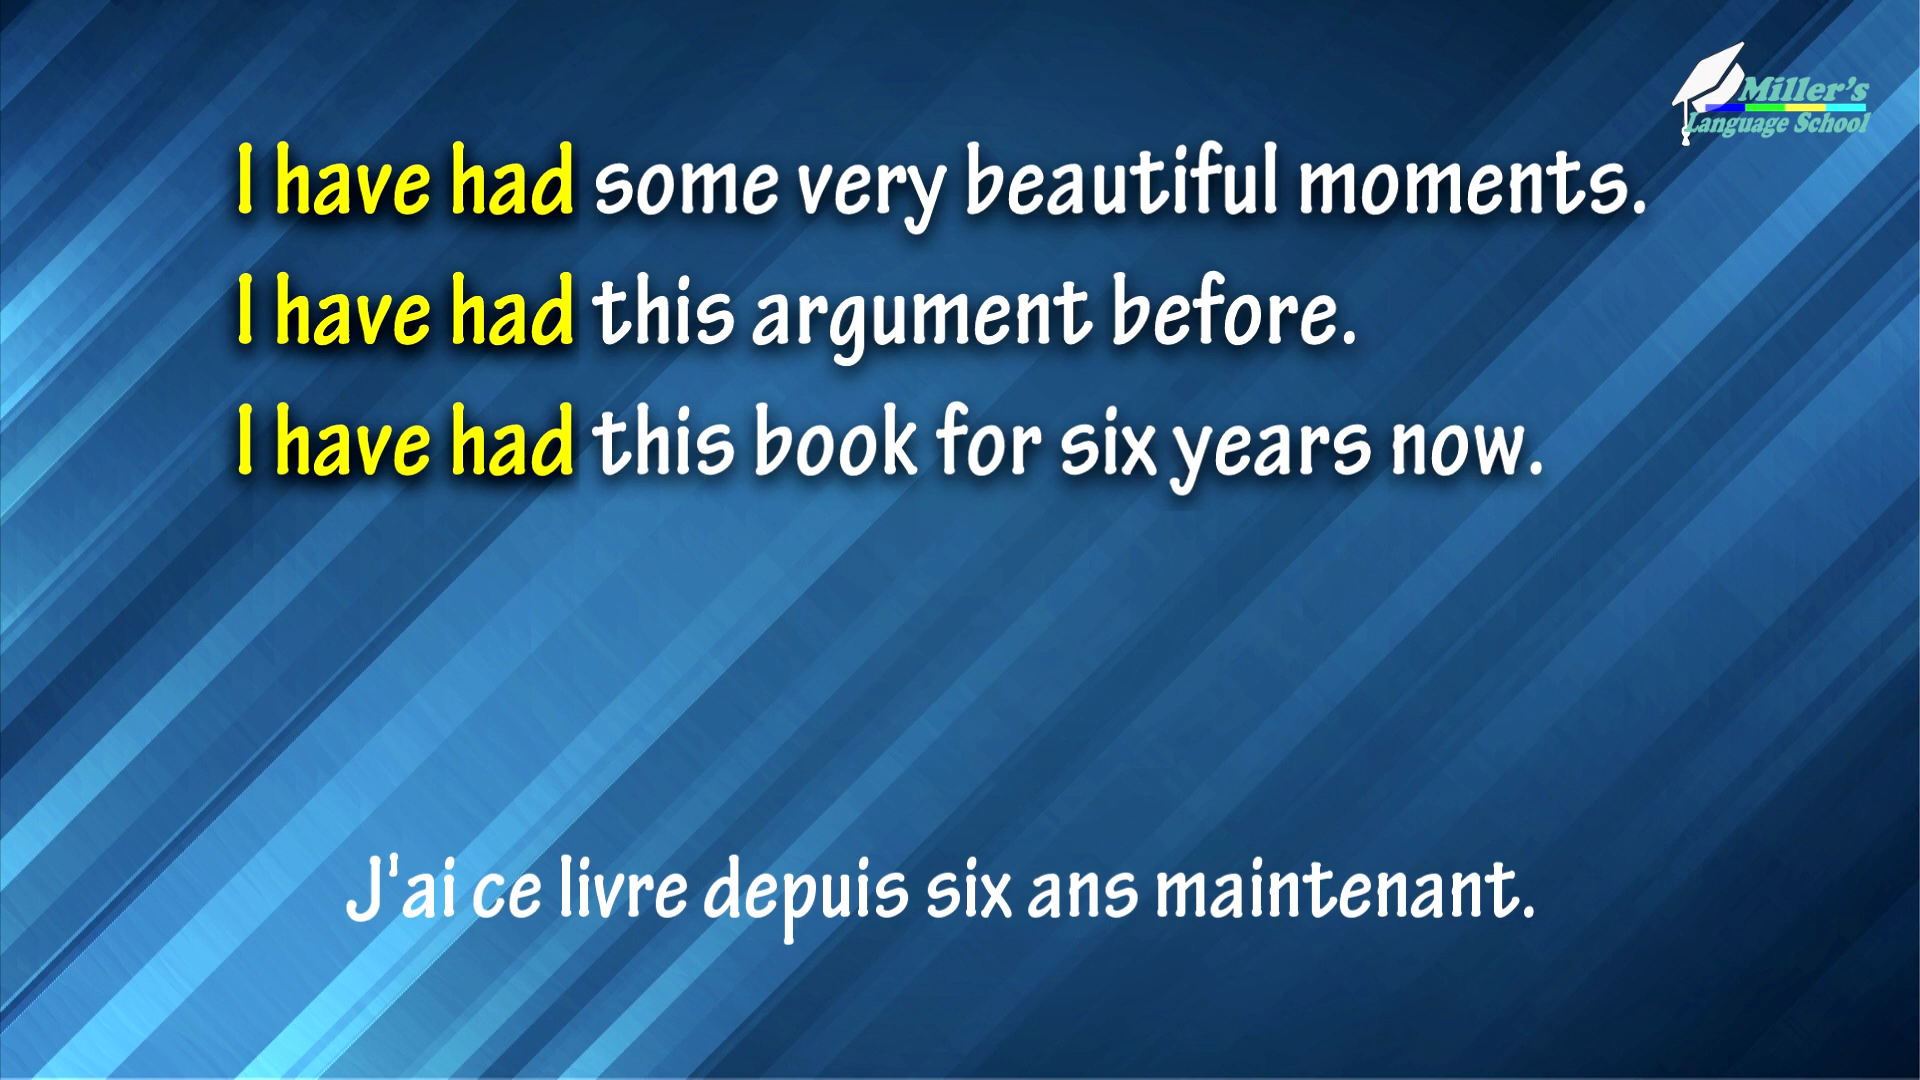 Miller's
Language School
I have had some very beautiful moments.
I have had this argument before.
I have had this book for six years now.
J'ai ce livre depuis six ans maintenant.